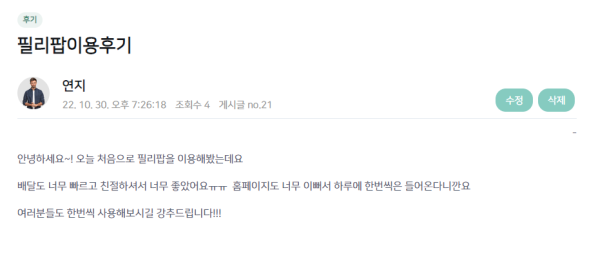 후기
필리팝이용후기
연지
22. 10. 30. 오후 7:26:18 조회수 4 게시글 no.21
수정 삭제
~
안녕하세요~! 오늘 처음으로 필리팝을 이용해봤는데요
배달도 너무 빠르고 친절하셔서 너무 좋았어요ㅠㅠ 홈페이지도 너무 이뻐서 하루에 한번씩은 들어온다니깐요
여러분들도 한번씩 사용해보시길 강추드립니다!!!